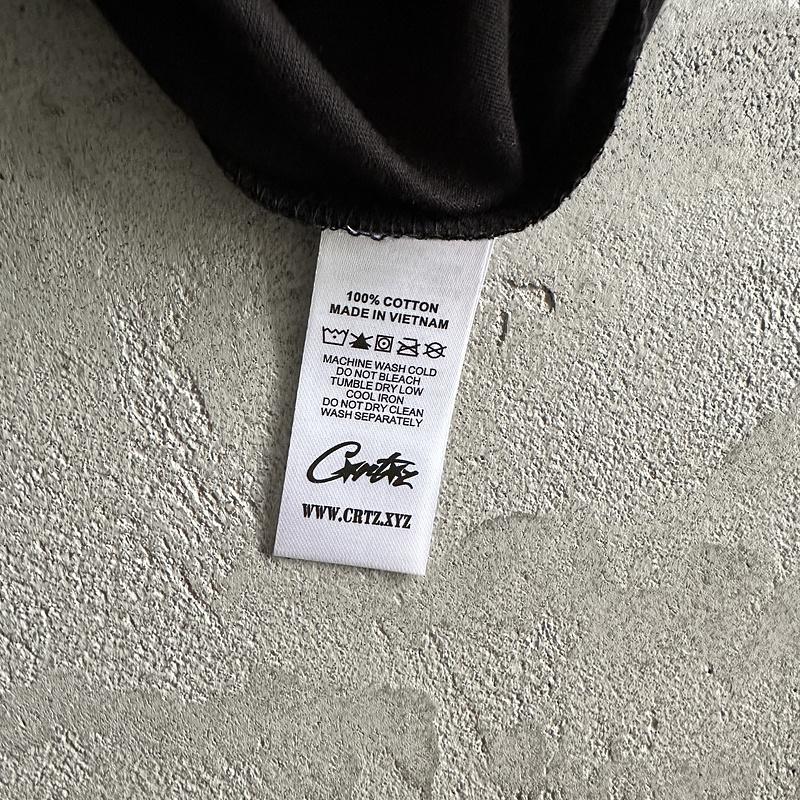 100% COTTON
MADE IN VIETNAM
MACHINE WASH COLD
DO NOT BLEACH
TUMBLE DRY LOW
COOL IRON
DO NOT DRY CLEAN
WASH SEPARATELY
Corteiz
WWW.CRTZ.XYZ